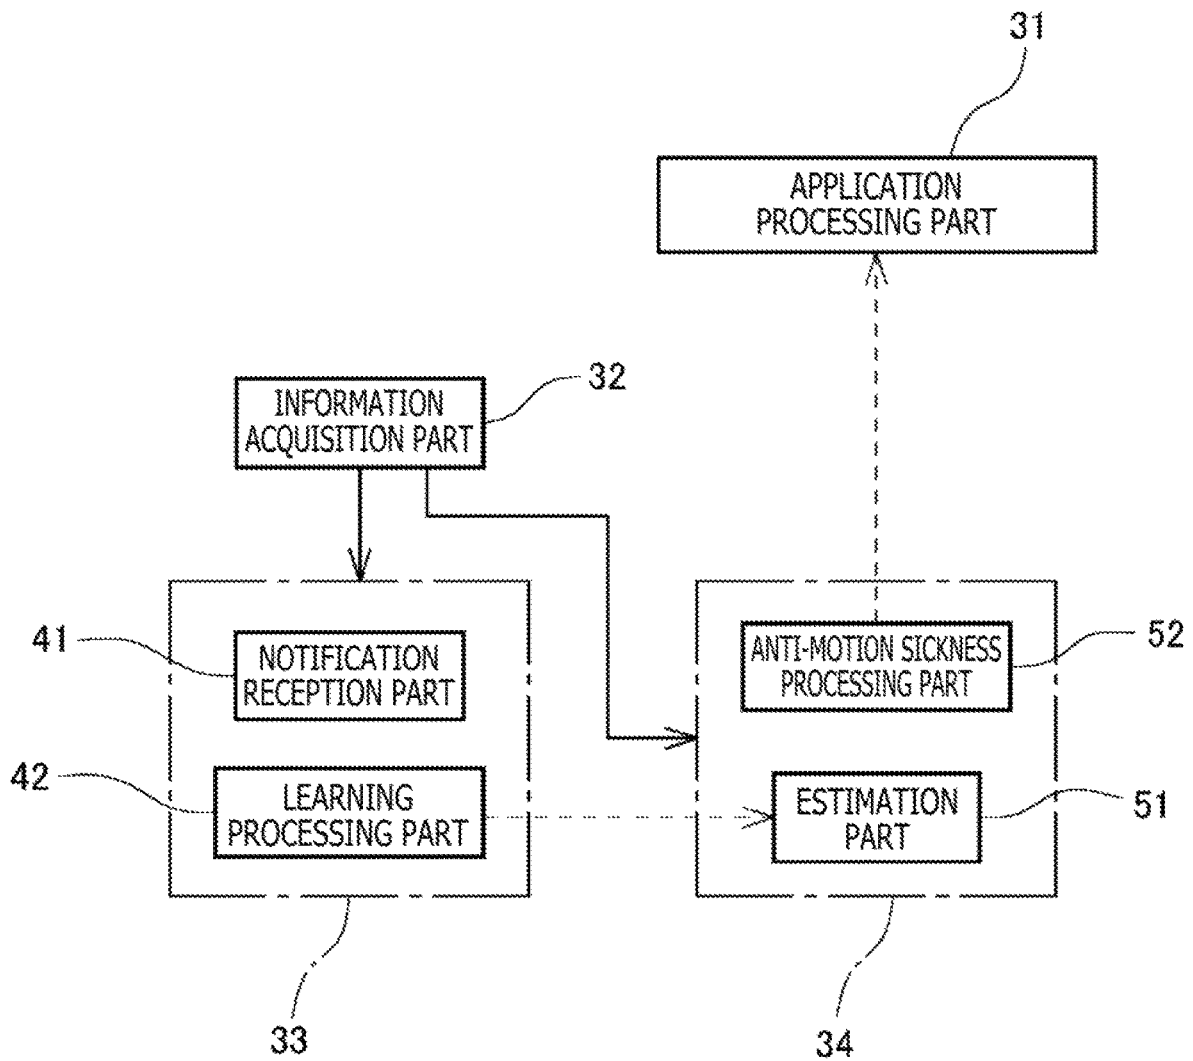 31
APPLICATION
PROCESSING PART
32
INFORMATION
ACQUISITION PART
41
NOTIFICATION
RECEPTION PART
52
ANTI-MOTION SICKNESS
PROCESSING PART
42
LEARNING
PROCESSING PART
51
ESTIMATION
PART
33
34